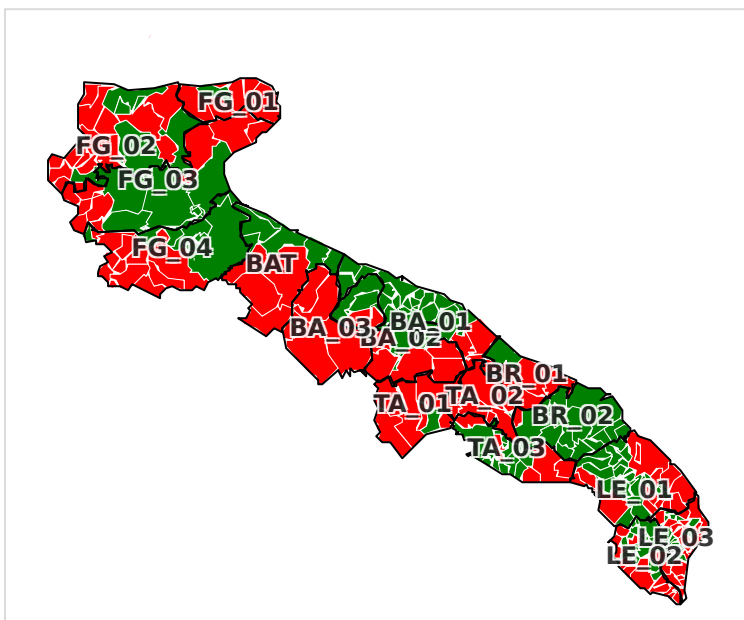 FG_01
FG_02
FG_03
FG_04
BAT
BA_01
BA_03
BA_02
BR_01
TA_02
TA_01
BR_02
TA_03
LE_01
LE_03
LE_02